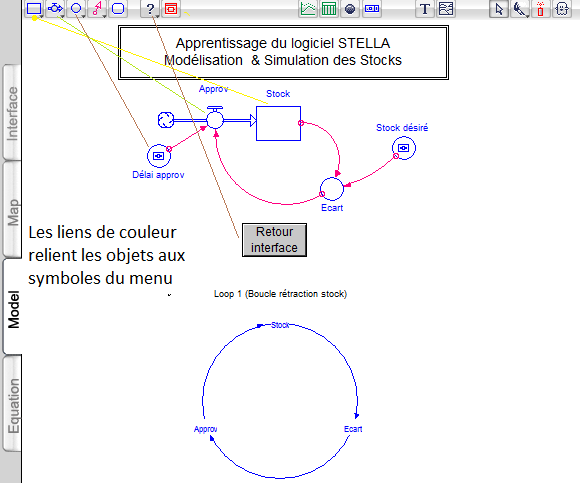 ?
T
Apprentissage du logiciel STELLA
Modélisation & Simulation des Stocks
Interface
Map
Model
Equation
Approv
Stock
Stock désiré
Délai approv
Ecart
Retour
interface
Les liens de couleur
relient les objets aux
symboles du menu
Loop 1 (Boucle rétraction stock)
Stock
Approv
Ecart